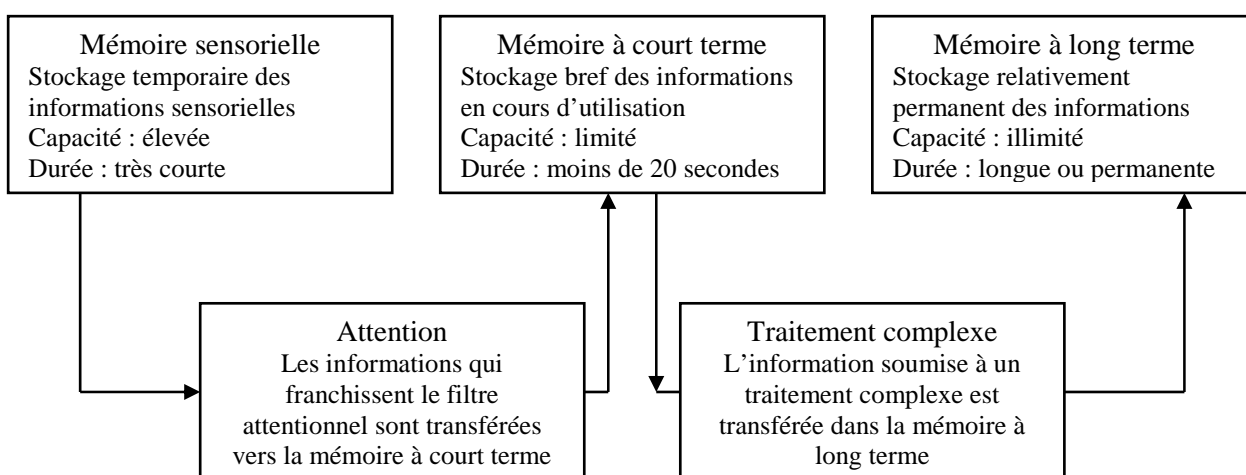 Mémoire sensorielle
Stockage temporaire des
informations sensorielles
Capacité : élevée
Durée : très courte
Mémoire à court terme
Stockage bref des informations
en cours d’utilisation
Capacité : limité
Durée : moins de 20 secondes
Mémoire à long terme
Stockage relativement
permanent des informations
Capacité : illimité
Durée : longue ou permanente
Attention
Les informations qui
franchissent le filtre
attentionnel sont transférées
vers la mémoire à court terme
Traitement complexe
L’information soumise à un
traitement complexe est
transférée dans la mémoire à
long terme